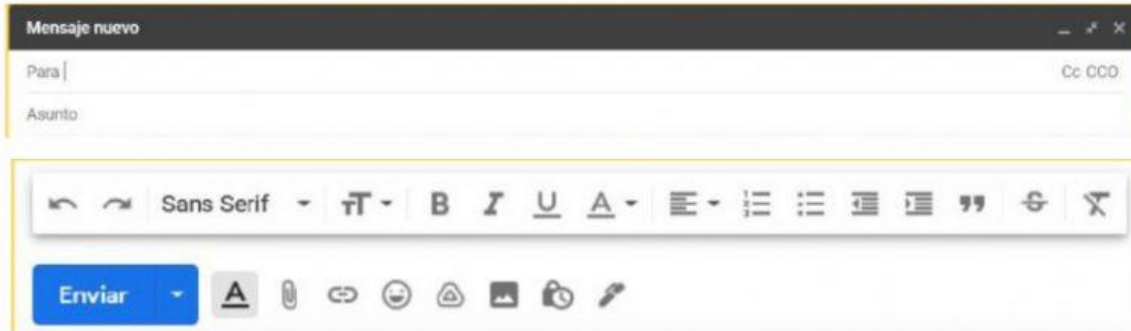 Mensaje nuevo
Para
Cc CCO
Asunto
Sans Serif
Enviar